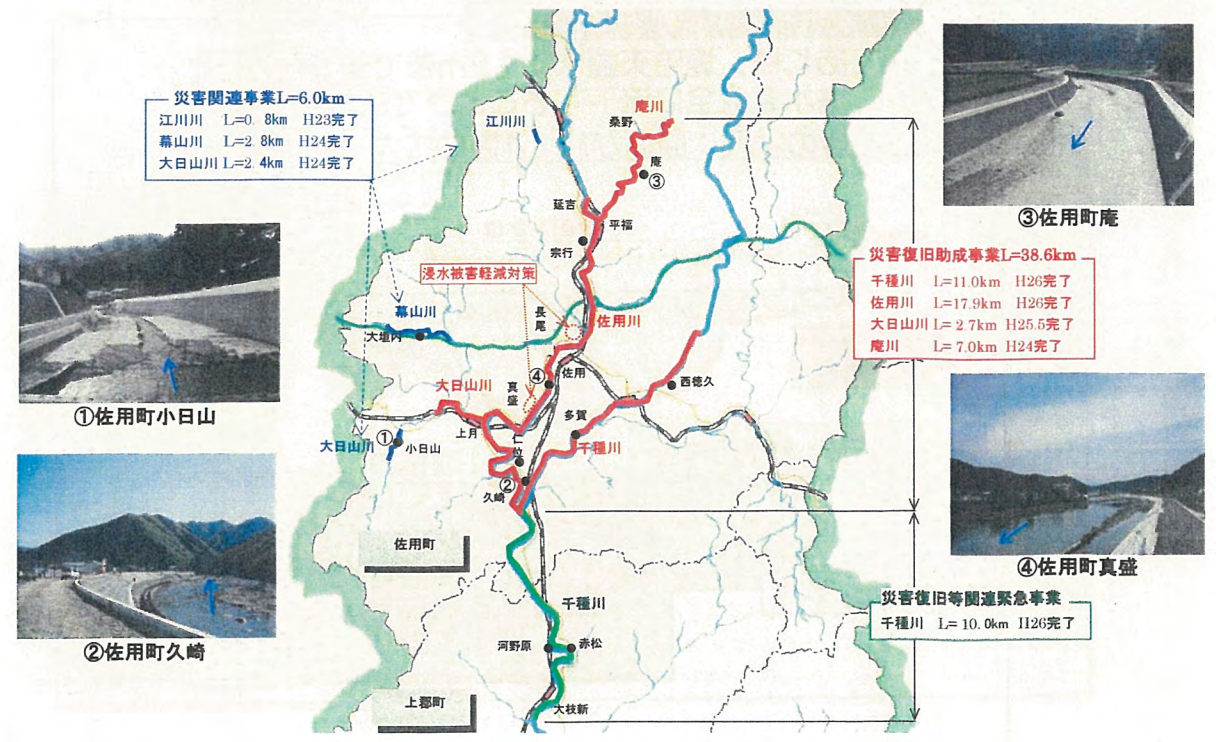 災害関連事業L=6.0km
江川川 L=0.8km H23完了
幕山川 L=2.8km H24完了
大日山川 L=2.4km H24完了
①佐用町小日山
②佐用町久崎
江川川
庵川
桑野
庵
③
延吉
平福
宗行
浸水被害軽減対策
幕山川
長尾
佐用川
大垣内
④
佐用
大日山川
真盛
西徳久
上月
多賀
①
大日山川
小日山
仁位
千種川
②
久崎
佐用町
千種川
河野原
赤松
上郡町
大枝新
③佐用町庵
災害復旧助成事業L=38.6km
千種川 L=11.0km H26完了
佐用川 L=17.9km H26完了
大日山川 L= 2.7km H25.5完了
庵川 L= 7.0km H24完了
④佐用町真盛
災害復旧等関連緊急事業
千種川 L= 10.0km H26完了